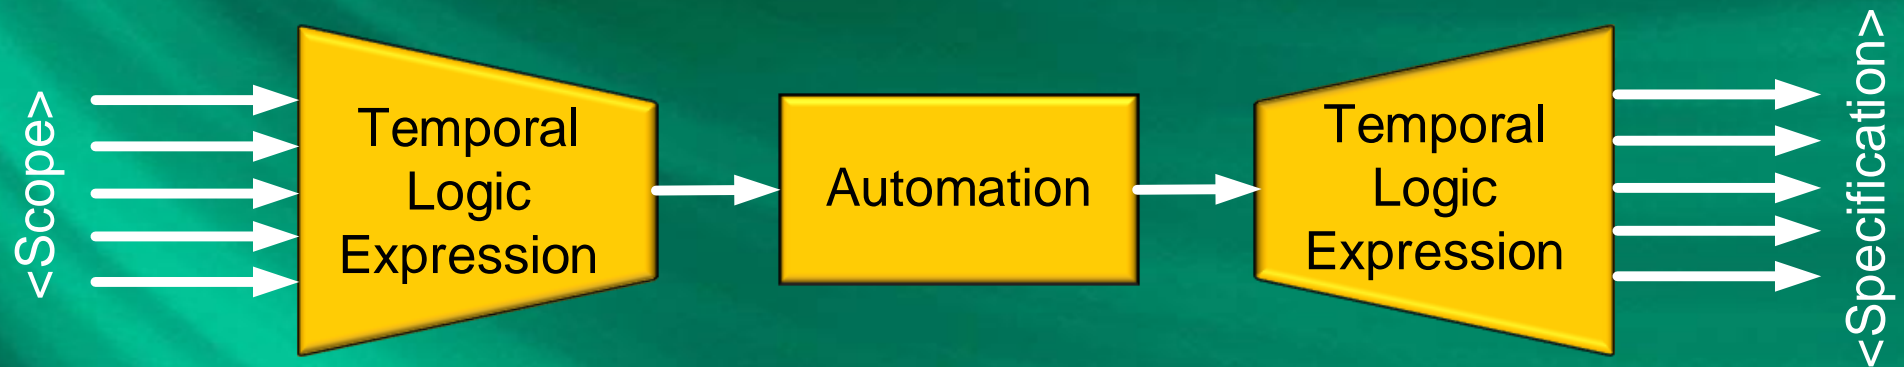 <Scope>
Temporal
Logic
Expression
Automation
Temporal
Logic
Expression
<Specification>